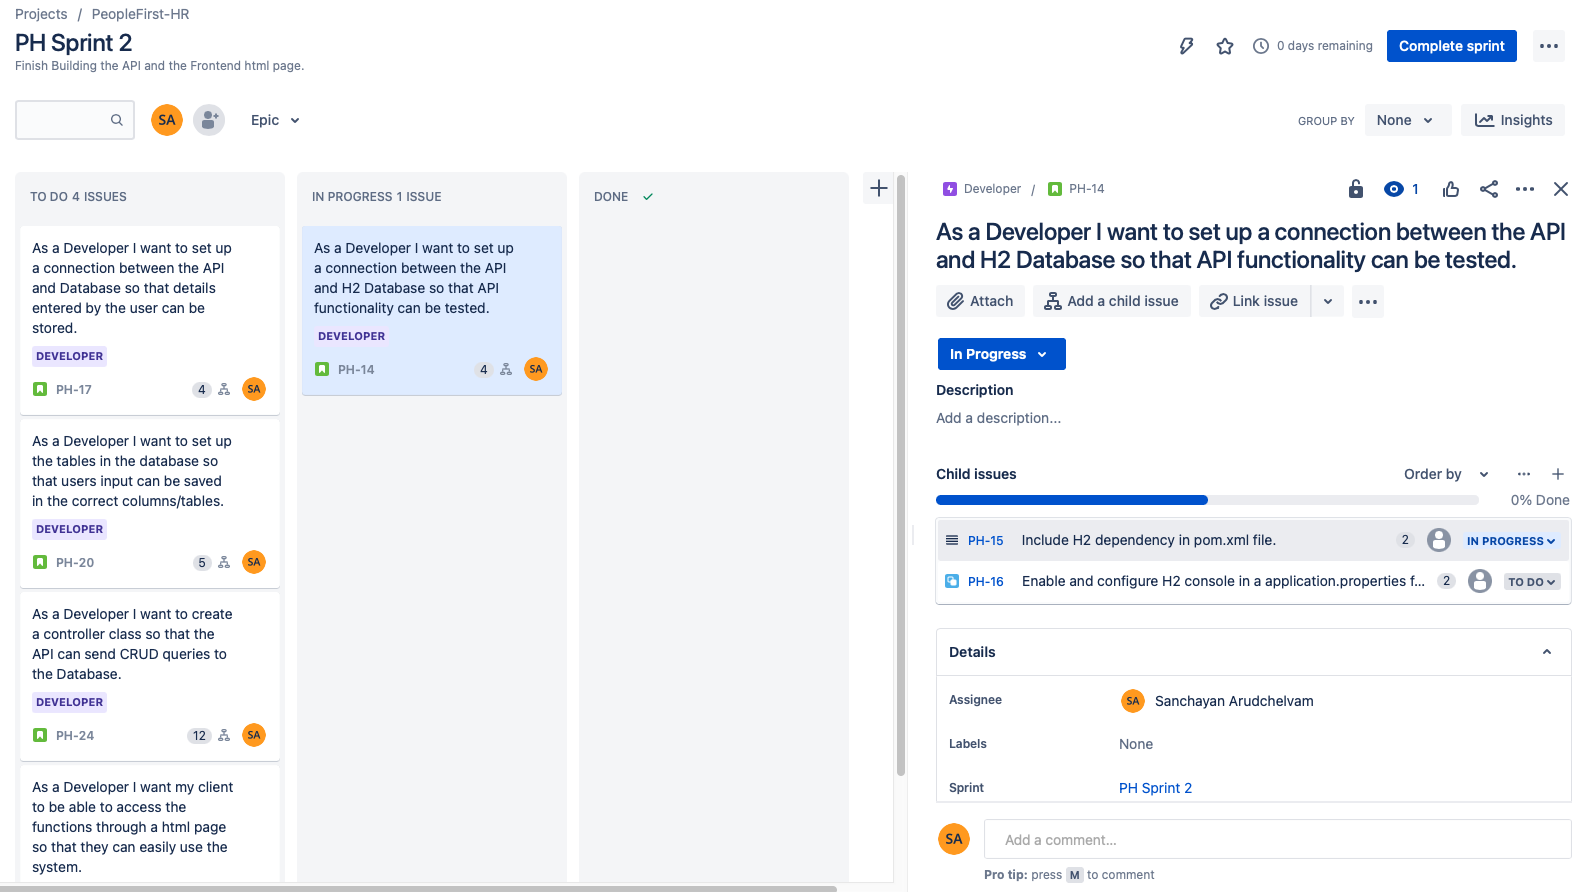 Projects / PeopleFirst-HR
PH Sprint 2
Finish Building the API and the Frontend html page.
0 days remaining
Complete sprint
SA
Epic
GROUP BY
None
Insights
TO DO 4 ISSUES
As a Developer I want to set up
a connection between the API
and Database so that details
entered by the user can be
stored.
DEVELOPER
PH-17
4
SA
As a Developer I want to set up
the tables in the database so
that users input can be saved
in the correct columns/tables.
DEVELOPER
PH-20
5
SA
As a Developer I want to create
a controller class so that the
API can send CRUD queries to
the Database.
DEVELOPER
PH-24
12
SA
As a Developer I want my client
to be able to access the
functions through a html page
so that they can easily use the
system.
IN PROGRESS 1 ISSUE
As a Developer I want to set up
a connection between the API
and H2 Database so that API
functionality can be tested.
DEVELOPER
PH-14
4
SA
DONE
Developer / PH-14
1
As a Developer I want to set up a connection between the API
and H2 Database so that API functionality can be tested.
Attach
Add a child issue
Link issue
In Progress
Description
Add a description...
Child issues
Order by
0% Done
PH-15 Include H2 dependency in pom.xml file. 2 IN PROGRESS
PH-16 Enable and configure H2 console in a application.properties f... 2 TO DO
Details
Assignee
SA Sanchayan Arudchelvam
Labels
None
Sprint
PH Sprint 2
SA
Add a comment...
Pro tip: press M to comment